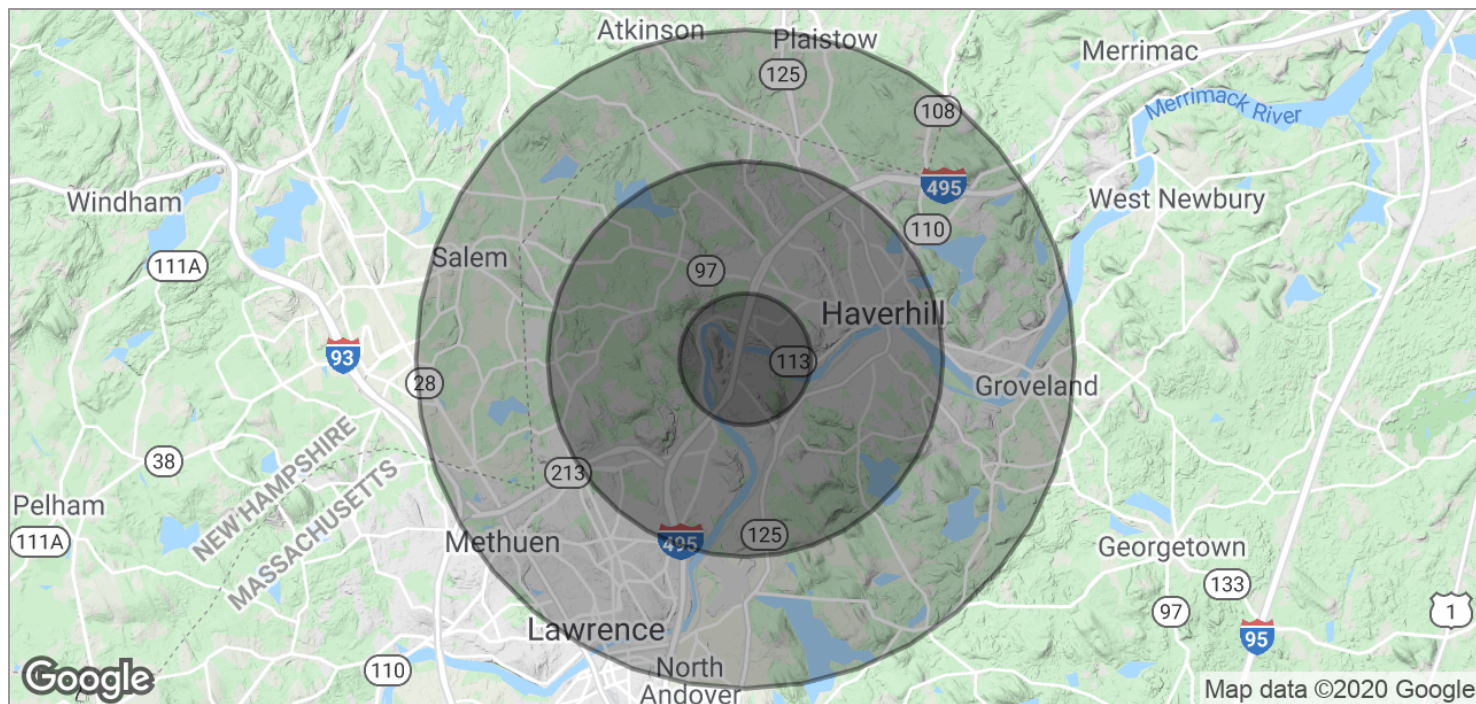 Atkinson
Plaistow
Merrimac
125
108
Merrimack River
495
Windham
West Newbury
110
111A
Salem
97
Haverhill
93
113
28
Groveland
38
213
NEW HAMPSHIRE
MASSACHUSETTS
Pelham
111A
Methuen
495
125
Georgetown
133
97
1
95
Lawrence
110
North
Andover
Google
Map data ©2020 Google